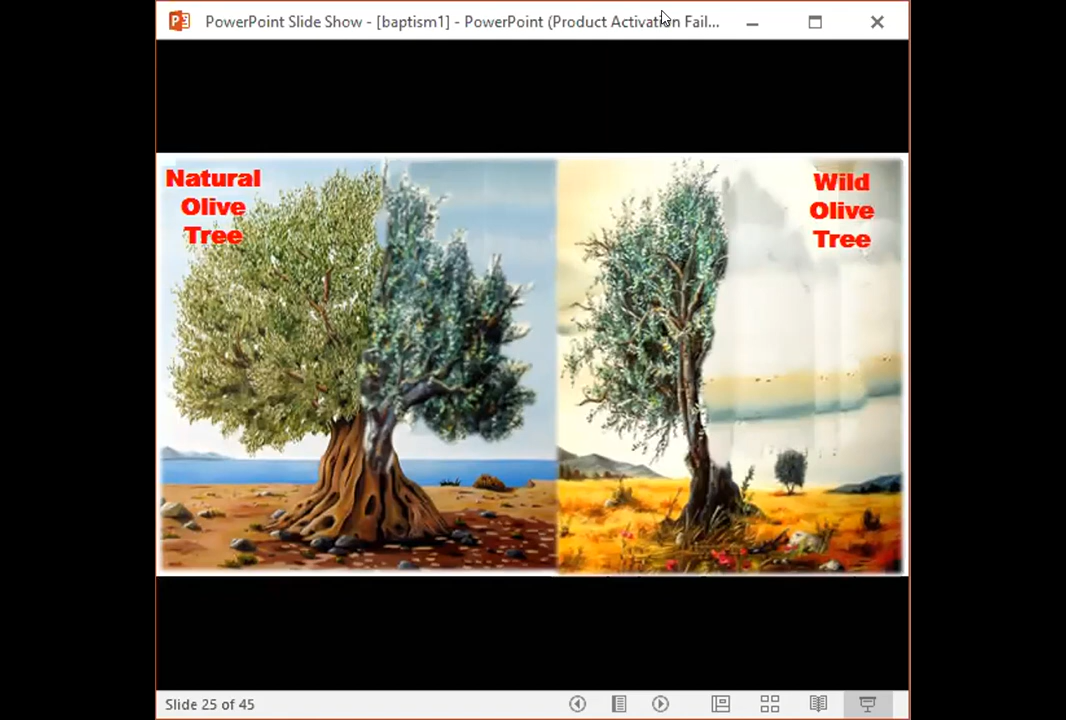 PowerPoint Slide Show - [baptism1] - PowerPoint (Product Activation Fail...
Natural
Olive
Tree
Wild
Olive
Tree
Slide 25 of 45